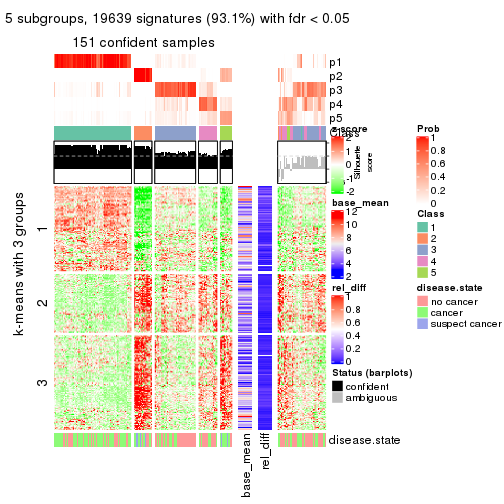 5 subgroups, 19639 signatures (93.1%) with fdr < 0.05
151 confident samples
p1
p2
p3
p4
p5
Class
Silhouette
score
k-means with 3 groups
1
2
3
disease.state
base_mean
rel_diff
z-score
2
1
0
-1
-2
base_mean
12
10
8
6
4
2
rel_diff
1
0.8
0.6
0.4
0.2
0
Status (barplots)
confident
ambiguous
Prob
1
0.8
0.6
0.4
0.2
0
Class
1
2
3
4
5
disease.state
no cancer
cancer
suspect cancer